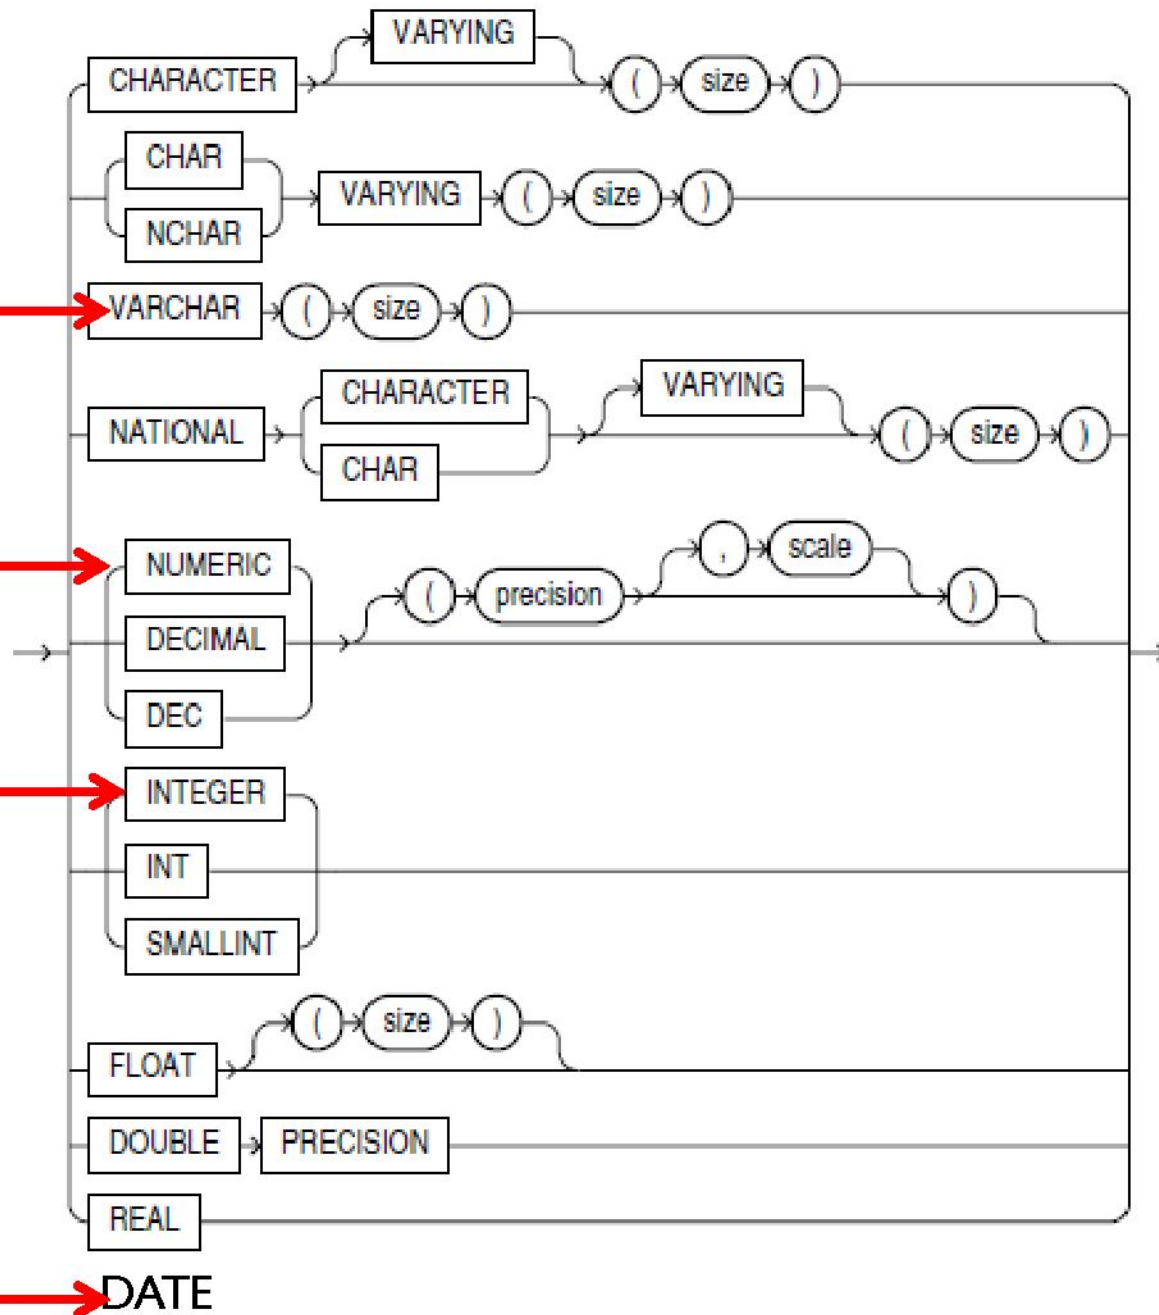 VARYING
CHARACTER ( size )
CHAR
VARYING ( size )
NCHAR
VARCHAR ( size )
CHARACTER VARYING
NATIONAL ( size )
CHAR
NUMERIC , scale
( precision )
DECIMAL
DEC
INTEGER
INT
SMALLINT
( size )
FLOAT
DOUBLE PRECISION
REAL
DATE